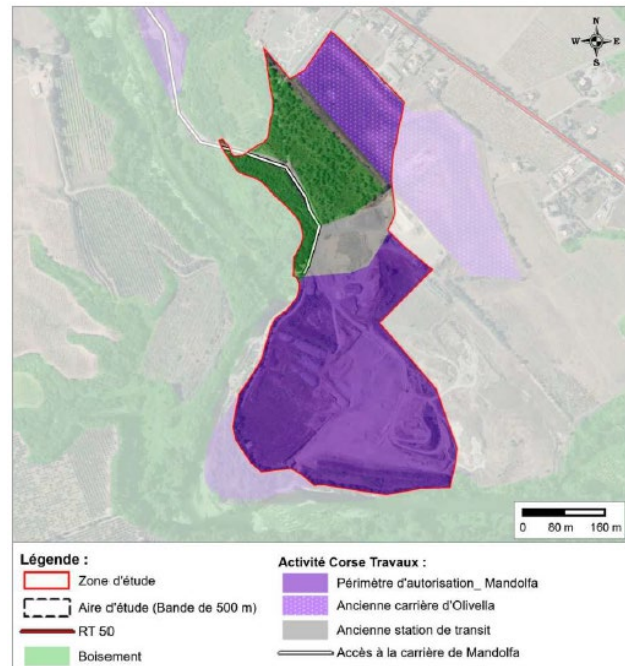 N
W E
S
0 80 m 160 m
Légende :
Zone d'étude
Aire d'étude (Bande de 500 m)
RT 50
Boisement
Activité Corse Travaux :
Périmètre d'autorisation_ Mandolfa
Ancienne carrière d'Olivella
Ancienne station de transit
Accès à la carrière de Mandolfa